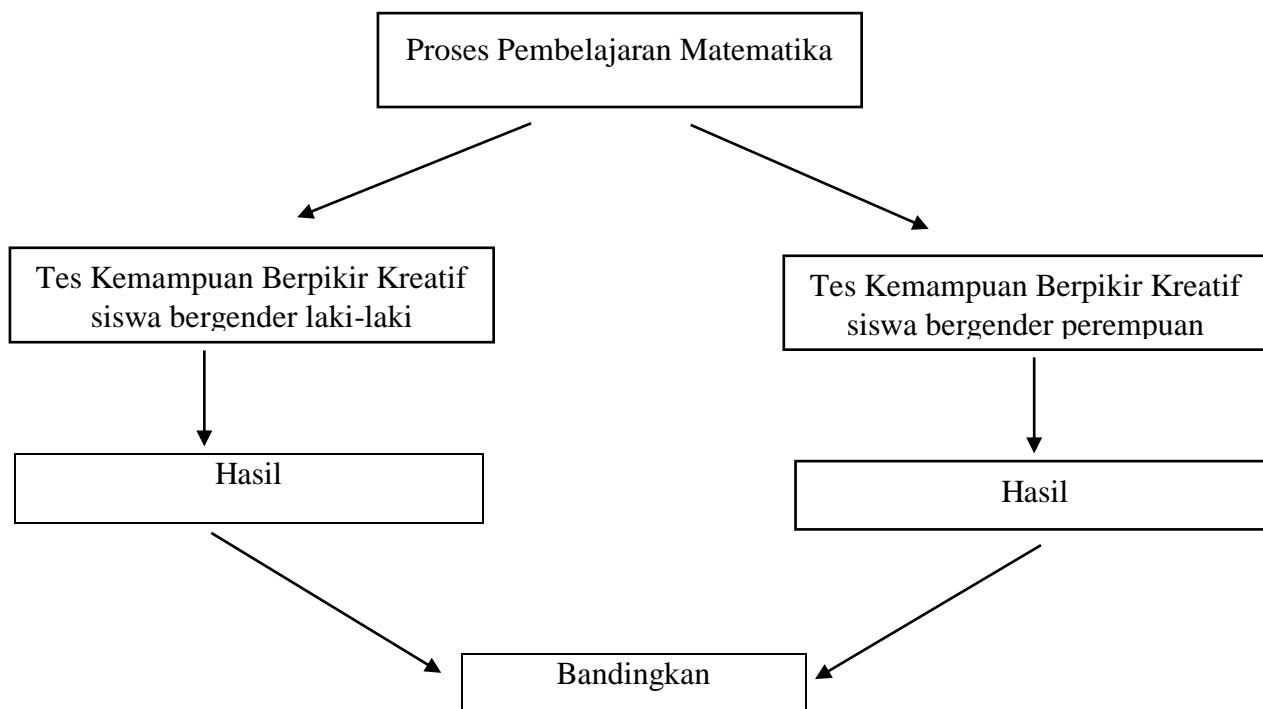 Proses Pembelajaran Matematika
Tes Kemampuan Berpikir Kreatif
siswa bergender laki-laki
Tes Kemampuan Berpikir Kreatif
siswa bergender perempuan
Hasil
Hasil
Bandingkan